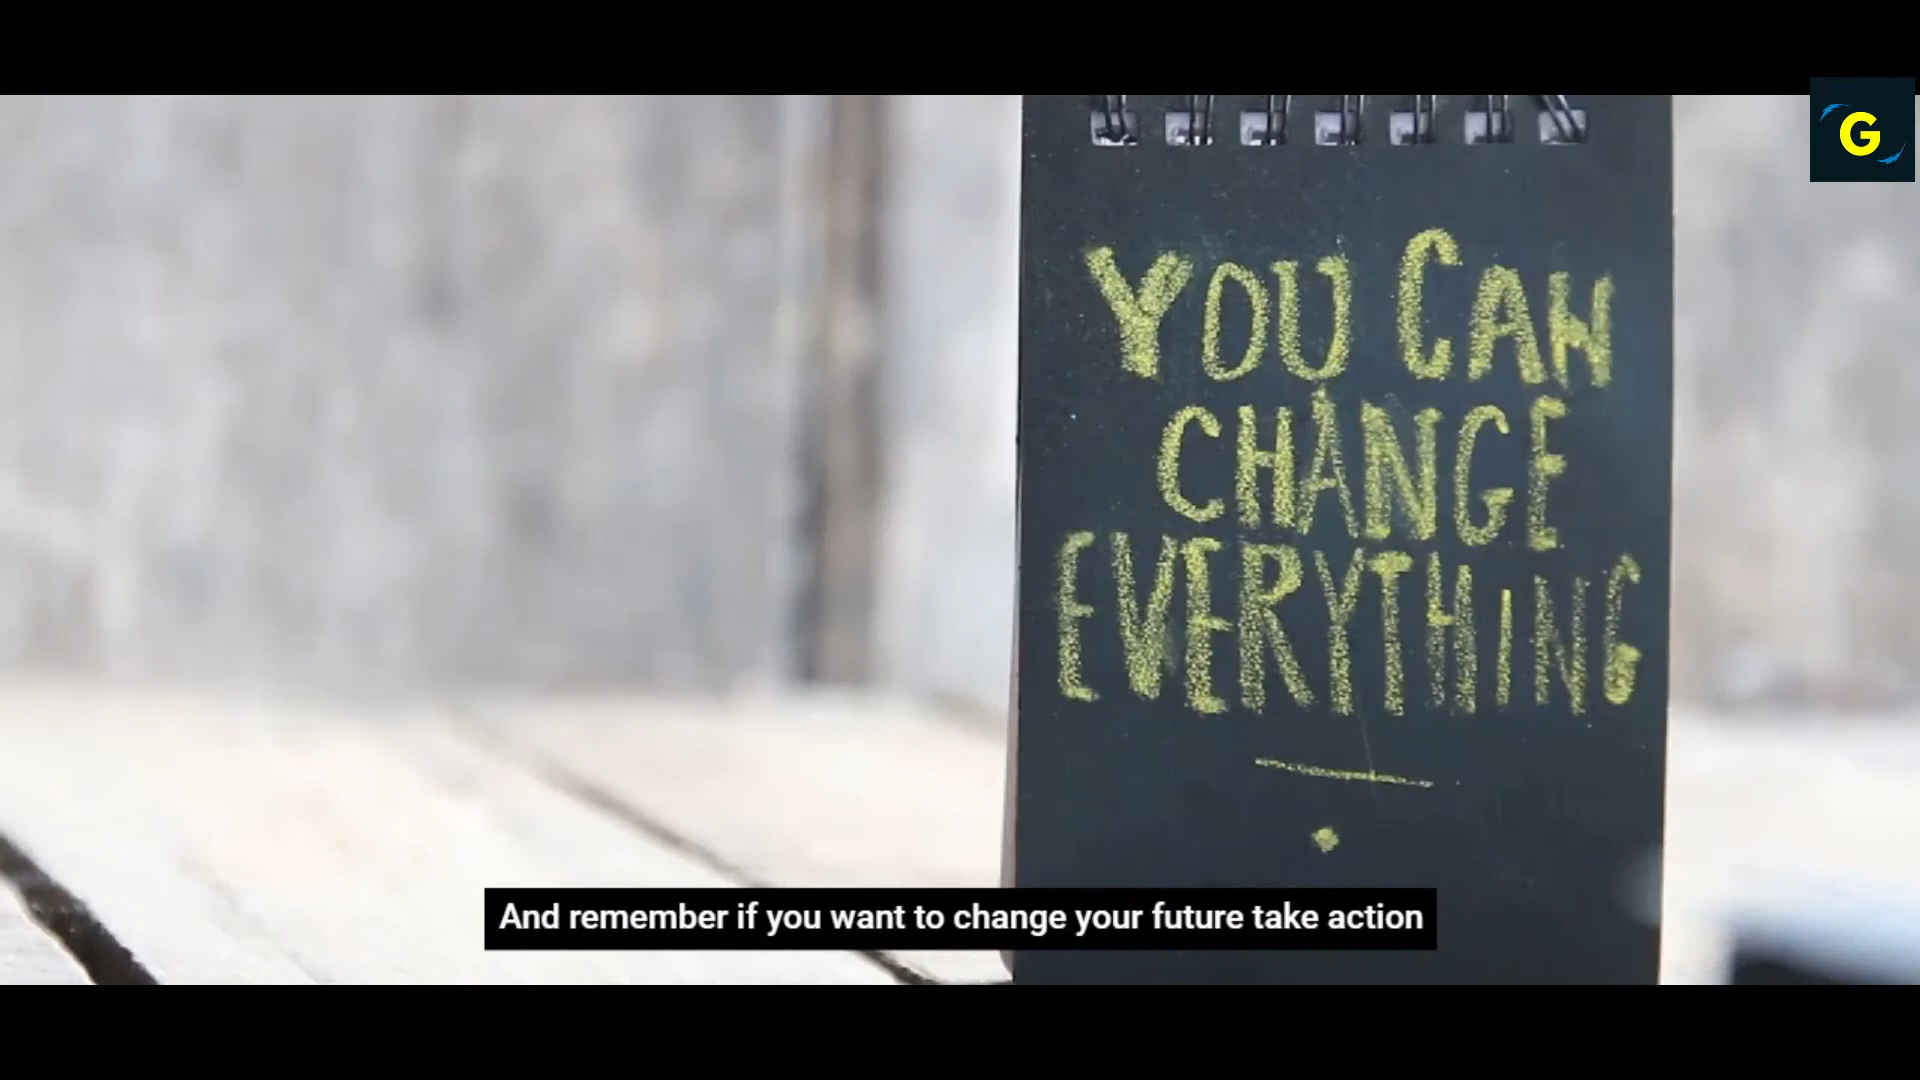 G
YOU CAN
CHANGE
EVERYTHING
And remember if you want to change your future take action